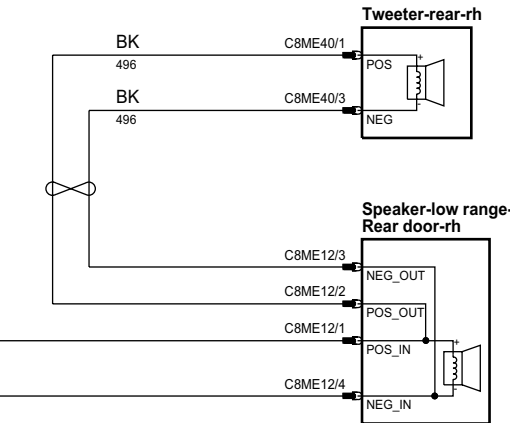 Tweeter-rear-rh
BK
C8ME40/1
496
POS
+
-
BK
C8ME40/3
496
NEG
Speaker-low range-
Rear door-rh
C8ME12/3
NEG_OUT
C8ME12/2
POS_OUT
C8ME12/1
POS_IN
+
-
C8ME12/4
NEG_IN